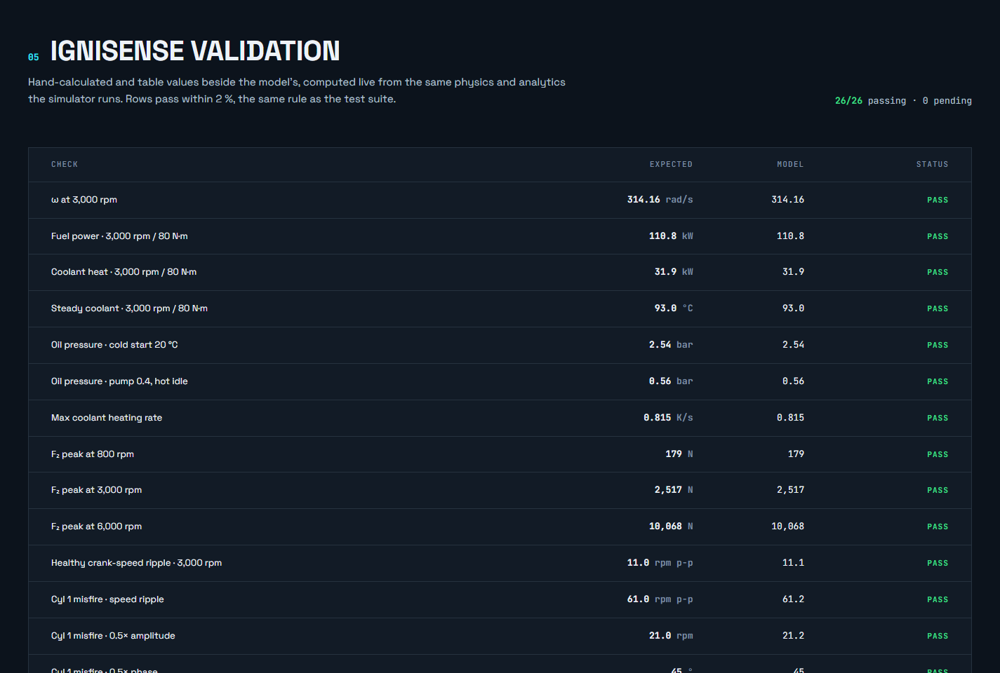 05 IGNISENSE VALIDATION
Hand-calculated and table values beside the model's, computed live from the same physics and analytics
the simulator runs. Rows pass within 2 %, the same rule as the test suite.
26/26 passing · 0 pending
CHECK EXPECTED MODEL STATUS
ω at 3,000 rpm 314.16 rad/s 314.16 PASS
Fuel power · 3,000 rpm / 80 N·m 110.8 kW 110.8 PASS
Coolant heat · 3,000 rpm / 80 N·m 31.9 kW 31.9 PASS
Steady coolant · 3,000 rpm / 80 N·m 93.0 °C 93.0 PASS
Oil pressure · cold start 20 °C 2.54 bar 2.54 PASS
Oil pressure · pump 0.4, hot idle 0.56 bar 0.56 PASS
Max coolant heating rate 0.815 K/s 0.815 PASS
F₂ peak at 800 rpm 179 N 179 PASS
F₂ peak at 3,000 rpm 2,517 N 2,517 PASS
F₂ peak at 6,000 rpm 10,068 N 10,068 PASS
Healthy crank-speed ripple · 3,000 rpm 11.0 rpm p-p 11.1 PASS
Cyl 1 misfire · speed ripple 61.0 rpm p-p 61.2 PASS
Cyl 1 misfire · 0.5× amplitude 21.0 rpm 21.2 PASS
Cyl 1 misfire · 0.5× phase 45 ° 45 PASS